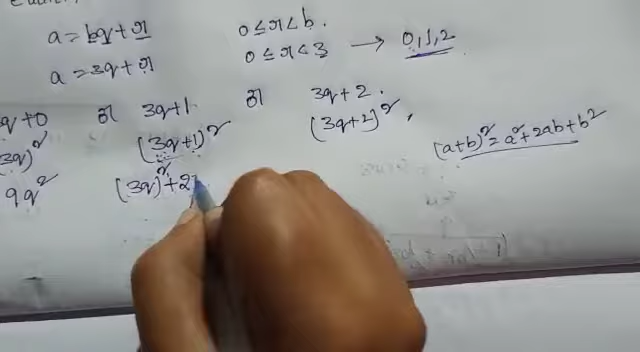 a = bq + r 0 ≤ r < b.
a = 3q + r 0 ≤ r < 3 → 0, 1, 2
q + 0 or 3q + 1 or 3q + 2.
3q)² (3q + 1)² (3q + 2)², (a+b)² = a² + 2ab + b²
9q² (3q)² + 2